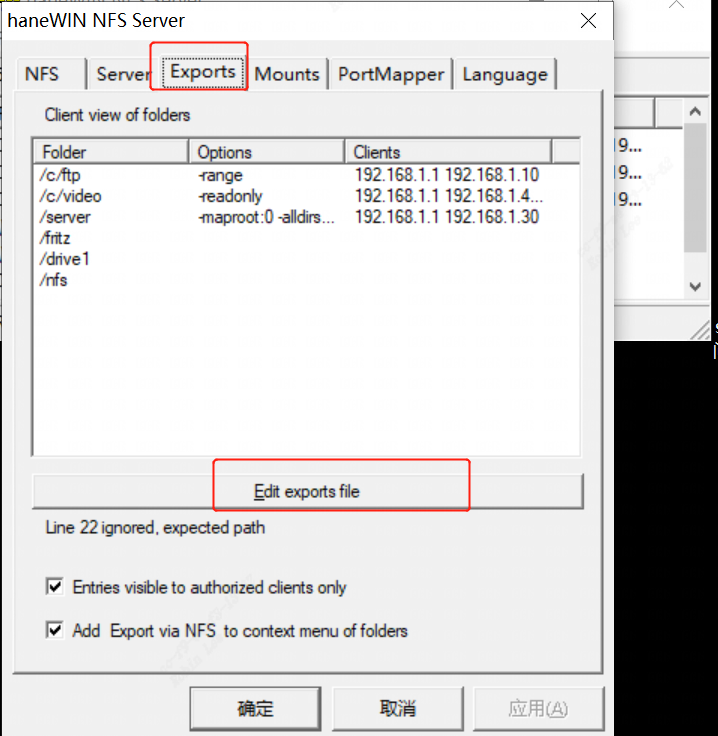 haneWIN NFS Server
NFS Server Exports Mounts PortMapper Language
Client view of folders
Folder Options Clients
/c/ftp -range 192.168.1.1 192.168.1.10
/c/video -readonly 192.168.1.1 192.168.1.4...
/server -maproot:0 -alldirs... 192.168.1.1 192.168.1.30
/fritz
/drive1
/nfs
19...
19...
19...
Edit exports file
Line 22 ignored, expected path
Entries visible to authorized clients only
Add Export via NFS to context menu of folders
确定 取消 应用(A)